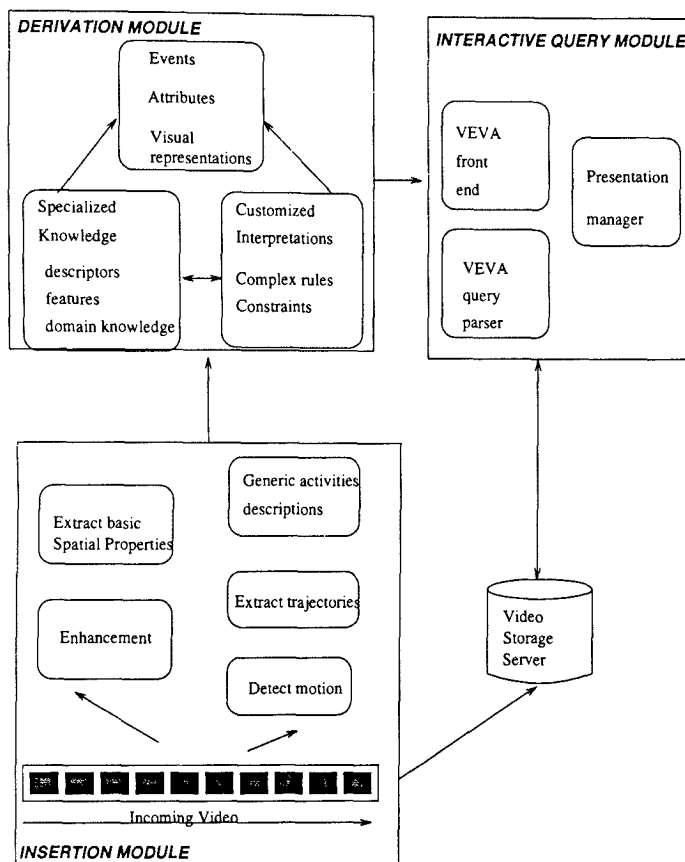 DERIVATION MODULE
Events
Attributes
Visual
representations
Specialized
Knowledge
descriptors
features
domain knowledge
Customized
Interpretations
Complex rules
Constraints
INTERACTIVE QUERY MODULE
VEVA
front
end
Presentation
manager
VEVA
query
parser
Generic activities
descriptions
Extract basic
Spatial Properties
Extract trajectories
Enhancement
Detect motion
Incoming Video
INSERTION MODULE
Video
Storage
Server